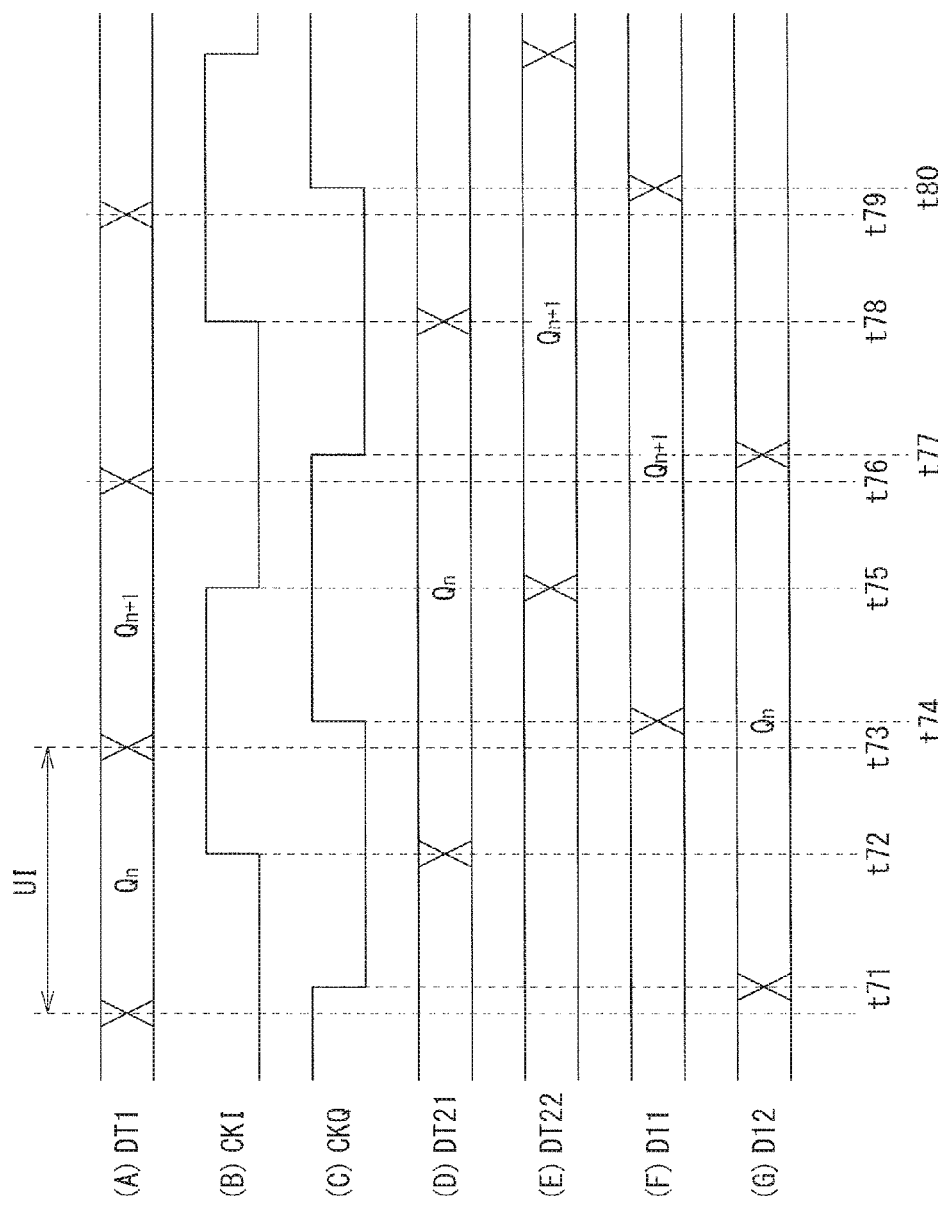 UI
(A) DT1
Qn
Qn+1
(B) CKI
(C) CKQ
(D) DT21
Qn
(E) DT22
Qn+1
(F) D11
Qn+1
(G) D12
Qn
t71
t72
t73
t74
t75
t76
t77
t78
t79
t80